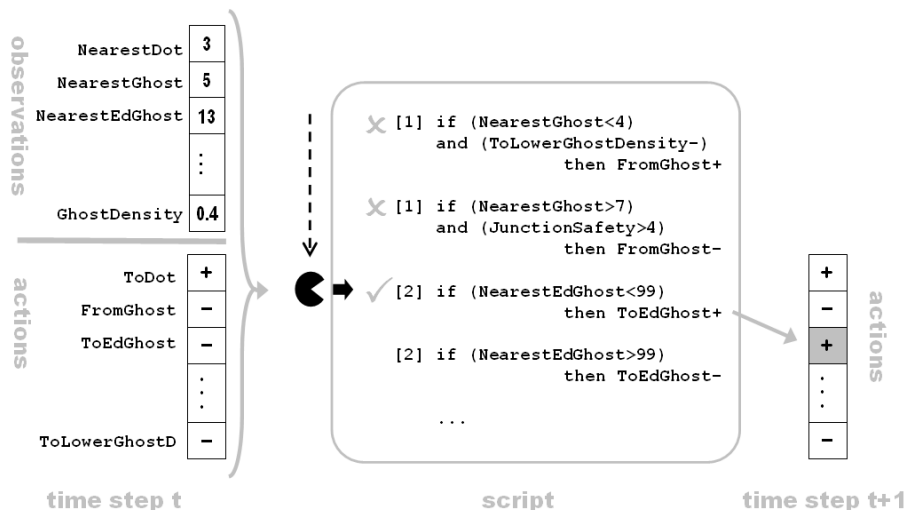 observations
NearestDot 3
NearestGhost 5
NearestEdGhost 13
⋮
GhostDensity 0.4
actions
ToDot +
FromGhost –
ToEdGhost –
⋮
ToLowerGhostD –
time step t
[1] if (NearestGhost<4)
and (ToLowerGhostDensity-)
then FromGhost+
[1] if (NearestGhost>7)
and (JunctionSafety>4)
then FromGhost-
[2] if (NearestEdGhost<99)
then ToEdGhost+
[2] if (NearestEdGhost>99)
then ToEdGhost-
...
script
+
–
+
⋮
–
actions
time step t+1